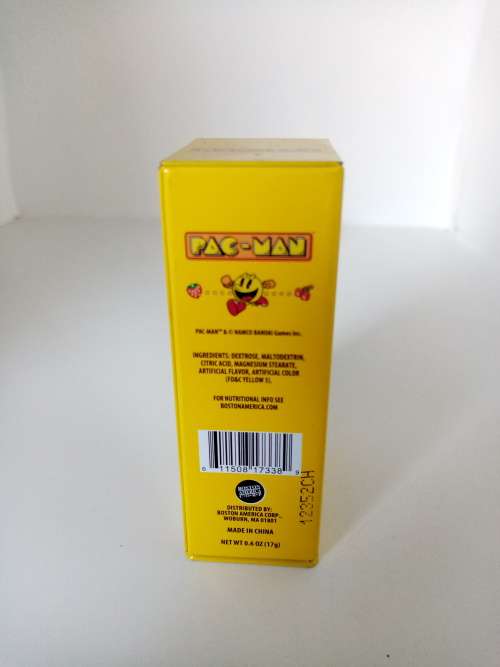 PAC-MAN
PAC-MAN™ & © NAMCO BANDAI Games Inc.
INGREDIENTS: DEXTROSE, MALTODEXTRIN,
CITRIC ACID, MAGNESIUM STEARATE,
ARTIFICIAL FLAVOR, ARTIFICIAL COLOR
(FD&C YELLOW 5).
FOR NUTRITIONAL INFO SEE
BOSTONAMERICA.COM
6 11508 17338 9
BOSTON
AMERICA
DISTRIBUTED BY:
BOSTON AMERICA CORP.
WOBURN, MA 01801
MADE IN CHINA
NET WT 0.6 OZ (17g)
12352CH